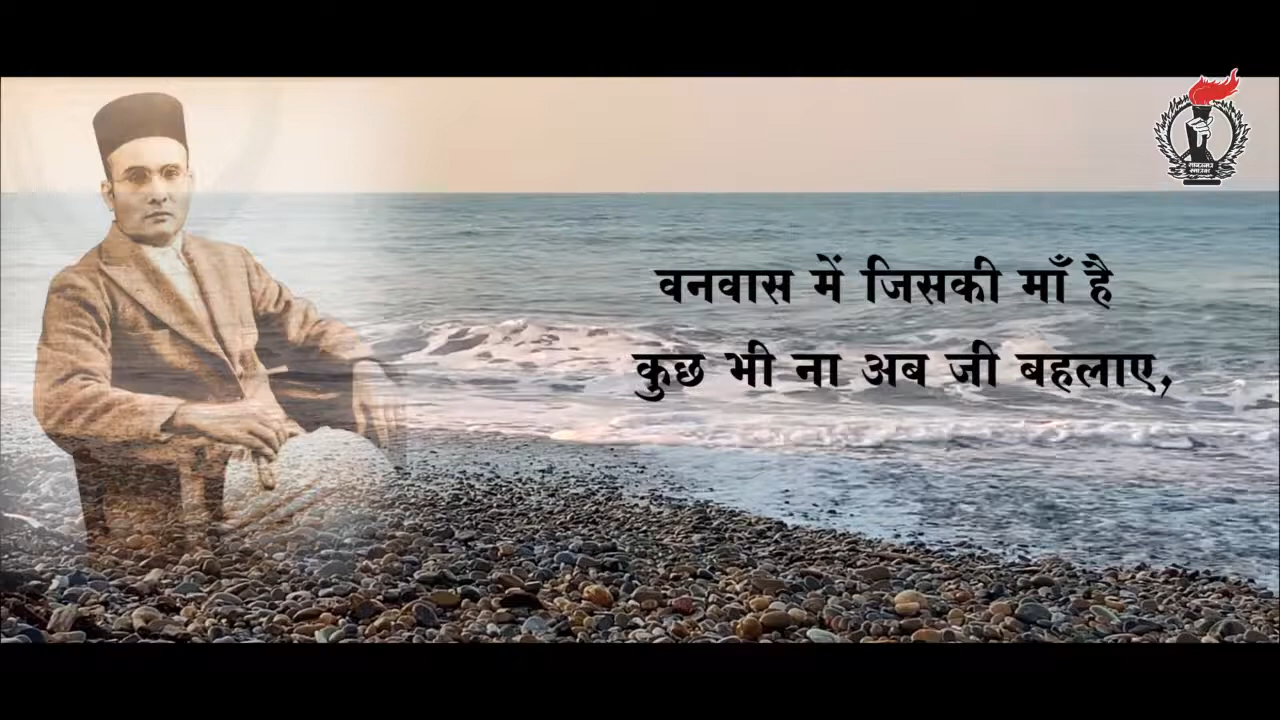 वनवास में जिसकी माँ है
कुछ भी ना अब जी बहलाए,